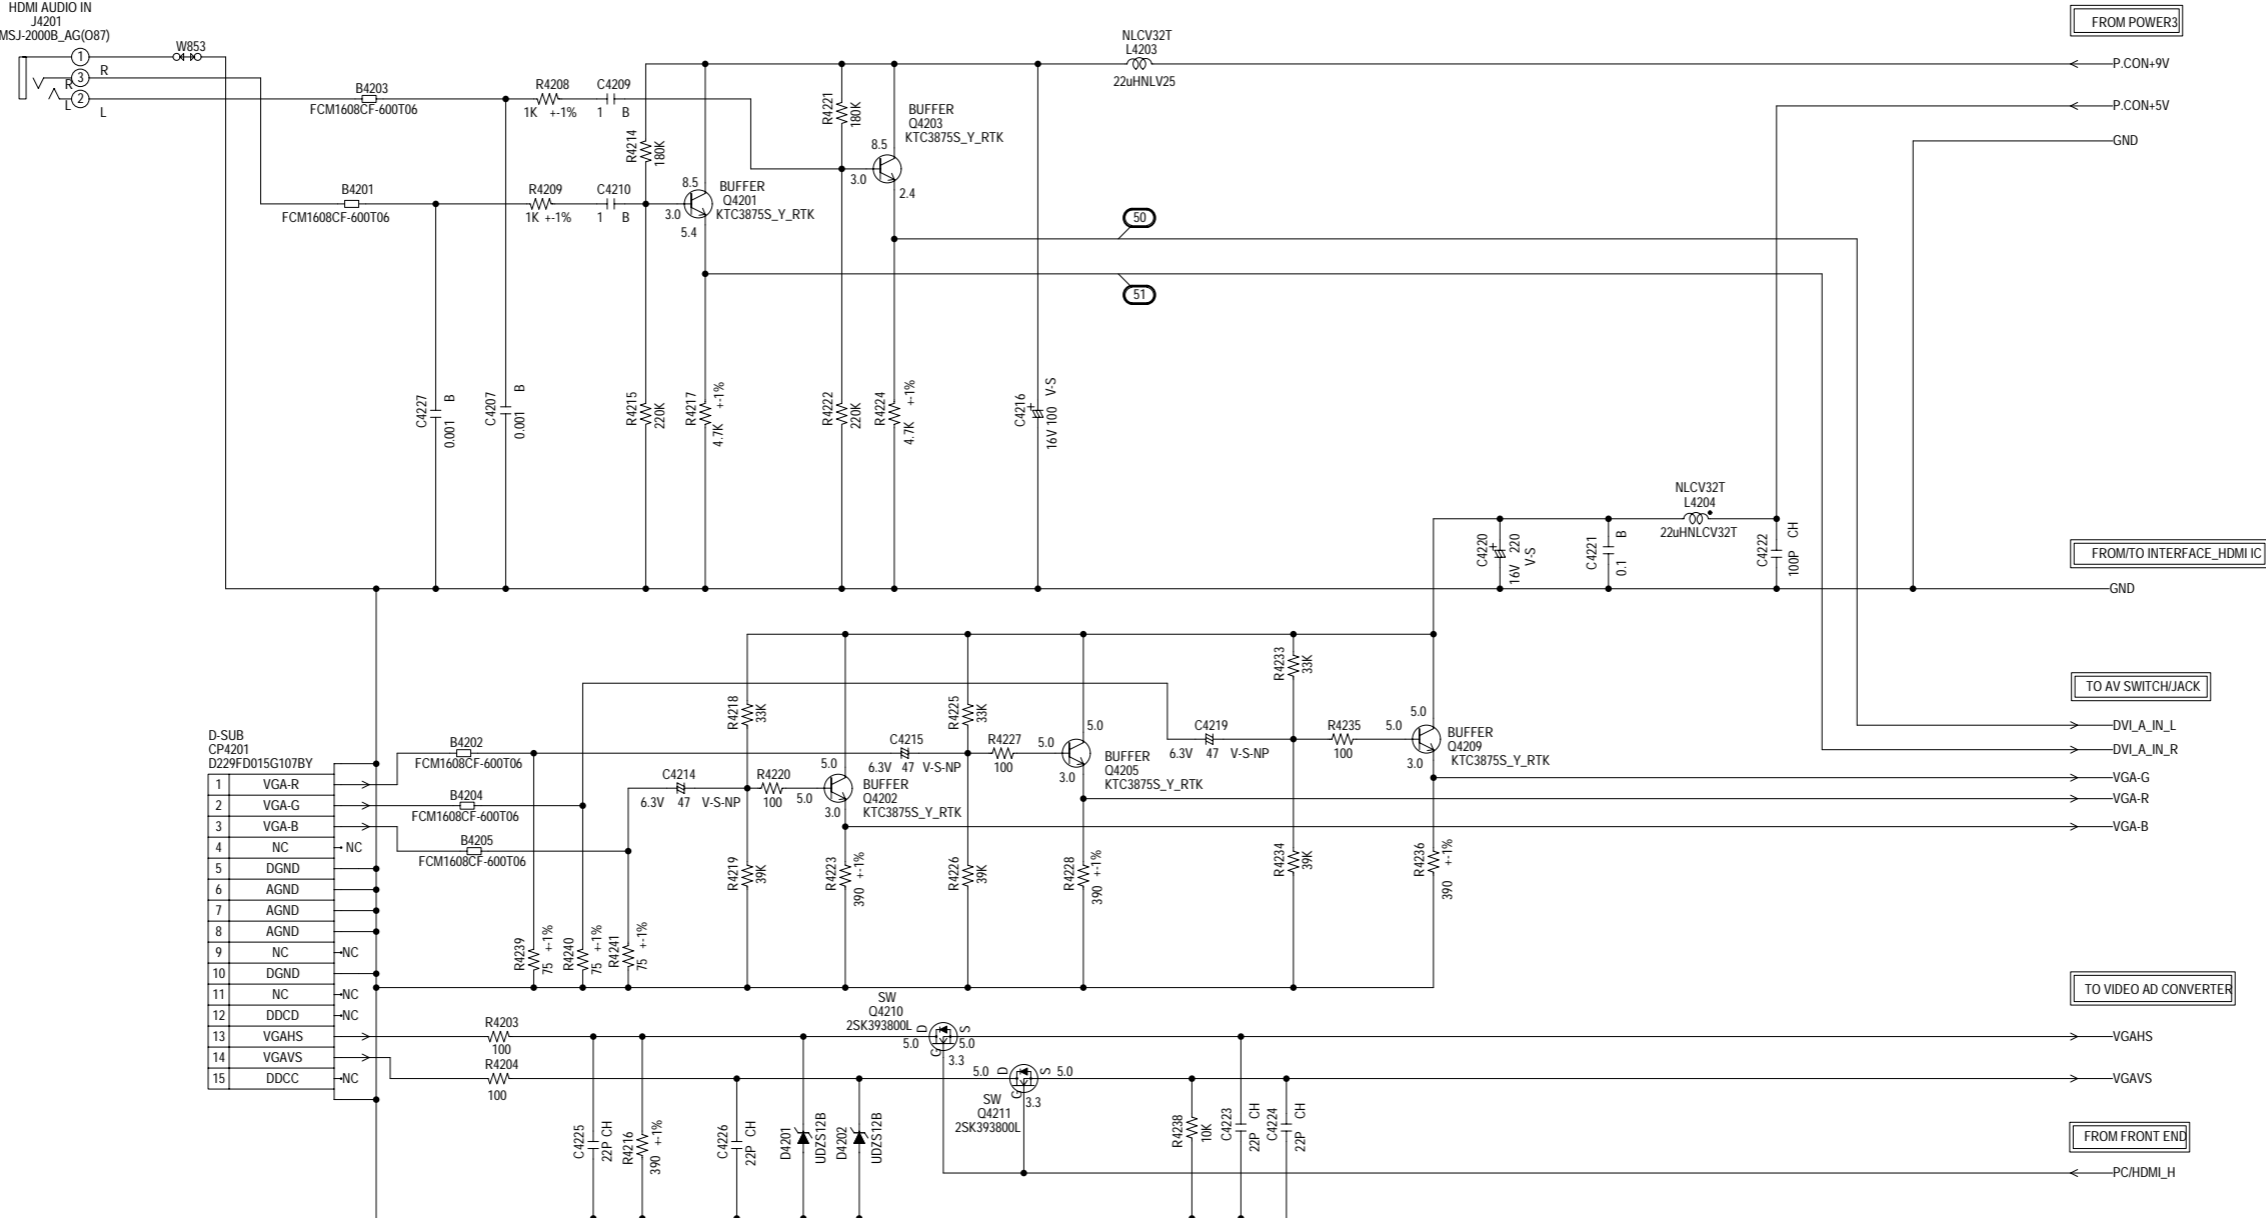 HDMI AUDIO IN
J4201
MSJ-2000B_AG(O87)
1
3
R
R
2
L
L
W853
B4203
FCM1608CF-600T06
R4208
1K +-1%
C4209
1 B
R4214
180K
B4201
FCM1608CF-600T06
R4209
1K +-1%
C4210
1 B
8.5
BUFFER
Q4201
KTC3875S_Y_RTK
3.0
5.4
R4221
180K
BUFFER
Q4203
KTC3875S_Y_RTK
8.5
3.0
2.4
NLCV32T
L4203
22uHNLV25
50
51
FROM POWER3
P.CON+9V
P.CON+5V
GND
C4227
0.001 B
C4207
0.001 B
R4215
220K
R4217
4.7K +-1%
R4222
220K
R4224
4.7K +-1%
C4216
16V 100 V-S
NLCV32T
L4204
22uHNLCV32T
C4220
16V 220
V-S
C4221
0.1 B
C4222
100P CH
FROM/TO INTERFACE_HDMI IC
GND
TO AV SWITCH/JACK
DVI_A_IN_L
DVI_A_IN_R
VGA-G
VGA-R
VGA-B
R4218
33K
R4225
33K
R4233
33K
C4214
6.3V 47 V-S-NP
R4220
100
5.0
5.0
BUFFER
Q4202
KTC3875S_Y_RTK
3.0
C4215
6.3V 47 V-S-NP
R4227
100
5.0
5.0
BUFFER
Q4205
KTC3875S_Y_RTK
3.0
C4219
6.3V 47 V-S-NP
R4235
100
5.0
5.0
BUFFER
Q4209
KTC3875S_Y_RTK
3.0
R4219
39K
R4223
390 +-1%
R4226
39K
R4228
390 +-1%
R4234
39K
R4236
390 +-1%
D-SUB
CP4201
D229FD015G107BY
1 VGA-R
2 VGA-G
3 VGA-B
4 NC NC
5 DGND
6 AGND
7 AGND
8 AGND
9 NC NC
10 DGND
11 NC NC
12 DDCD NC
13 VGAHS
14 VGAVS
15 DDCC NC
B4202
FCM1608CF-600T06
B4204
FCM1608CF-600T06
B4205
FCM1608CF-600T06
R4239
75 +-1%
R4240
75 +-1%
R4241
75 +-1%
R4203
100
R4204
100
SW
Q4210
2SK393800L
D
S
5.0
5.0
G
3.3
5.0
D
S
5.0
G
3.3
SW
Q4211
2SK393800L
C4225
22P CH
R4216
390 +-1%
C4226
22P CH
D4201
UDZS12B
D4202
UDZS12B
R4238
10K
C4223
22P CH
C4224
22P CH
TO VIDEO AD CONVERTER
VGAHS
VGAVS
FROM FRONT END
PC/HDMI_H